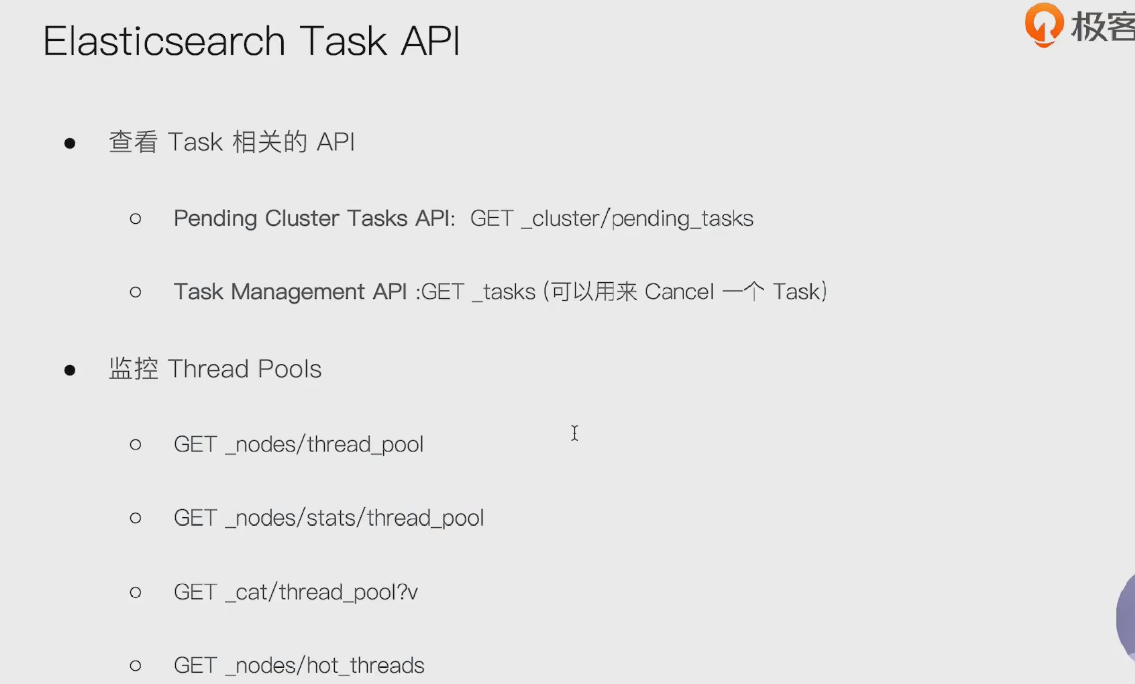 Elasticsearch Task API
极客
● 查看 Task 相关的 API
○ Pending Cluster Tasks API: GET _cluster/pending_tasks
○ Task Management API :GET _tasks (可以用来 Cancel 一个 Task)
● 监控 Thread Pools
○ GET _nodes/thread_pool
○ GET _nodes/stats/thread_pool
○ GET _cat/thread_pool?v
○ GET _nodes/hot_threads